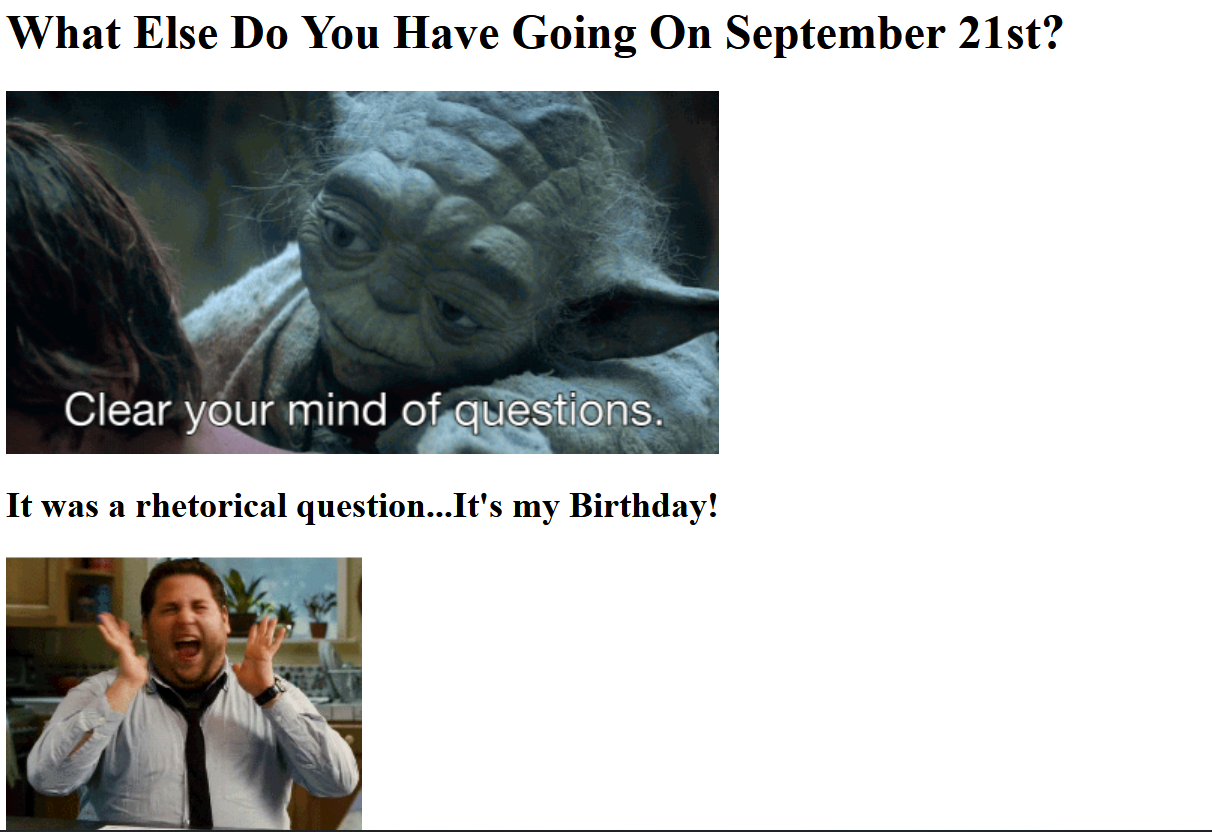 What Else Do You Have Going On September 21st?
Clear your mind of questions.
It was a rhetorical question...It's my Birthday!